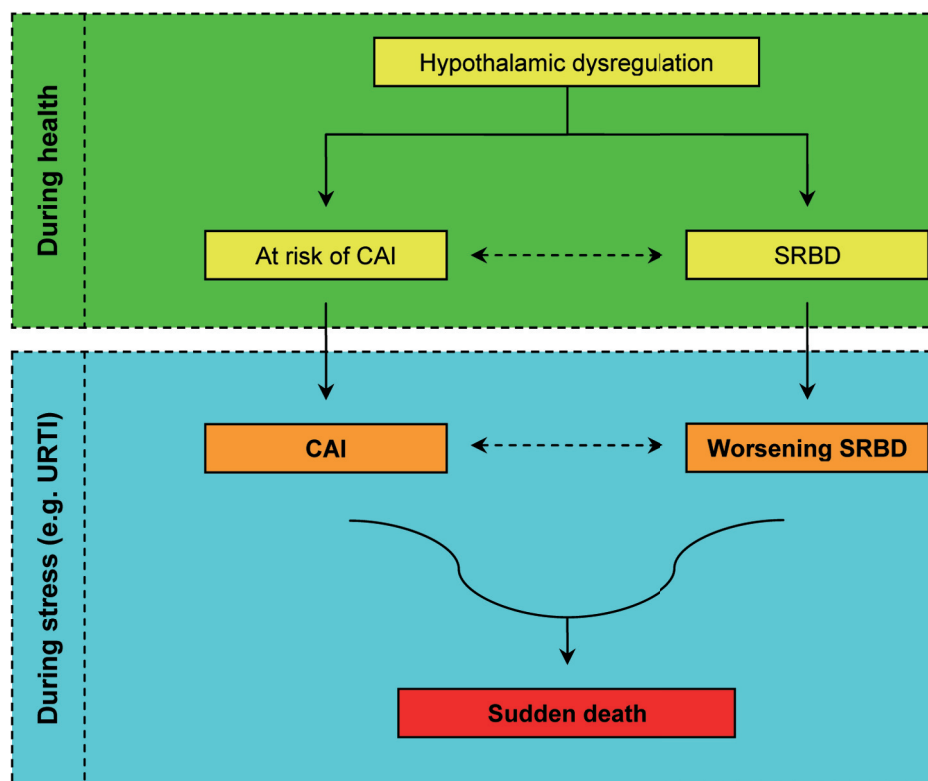 During health
Hypothalamic dysregulation
At risk of CAI
SRBD
During stress (e.g. URTI)
CAI
Worsening SRBD
Sudden death